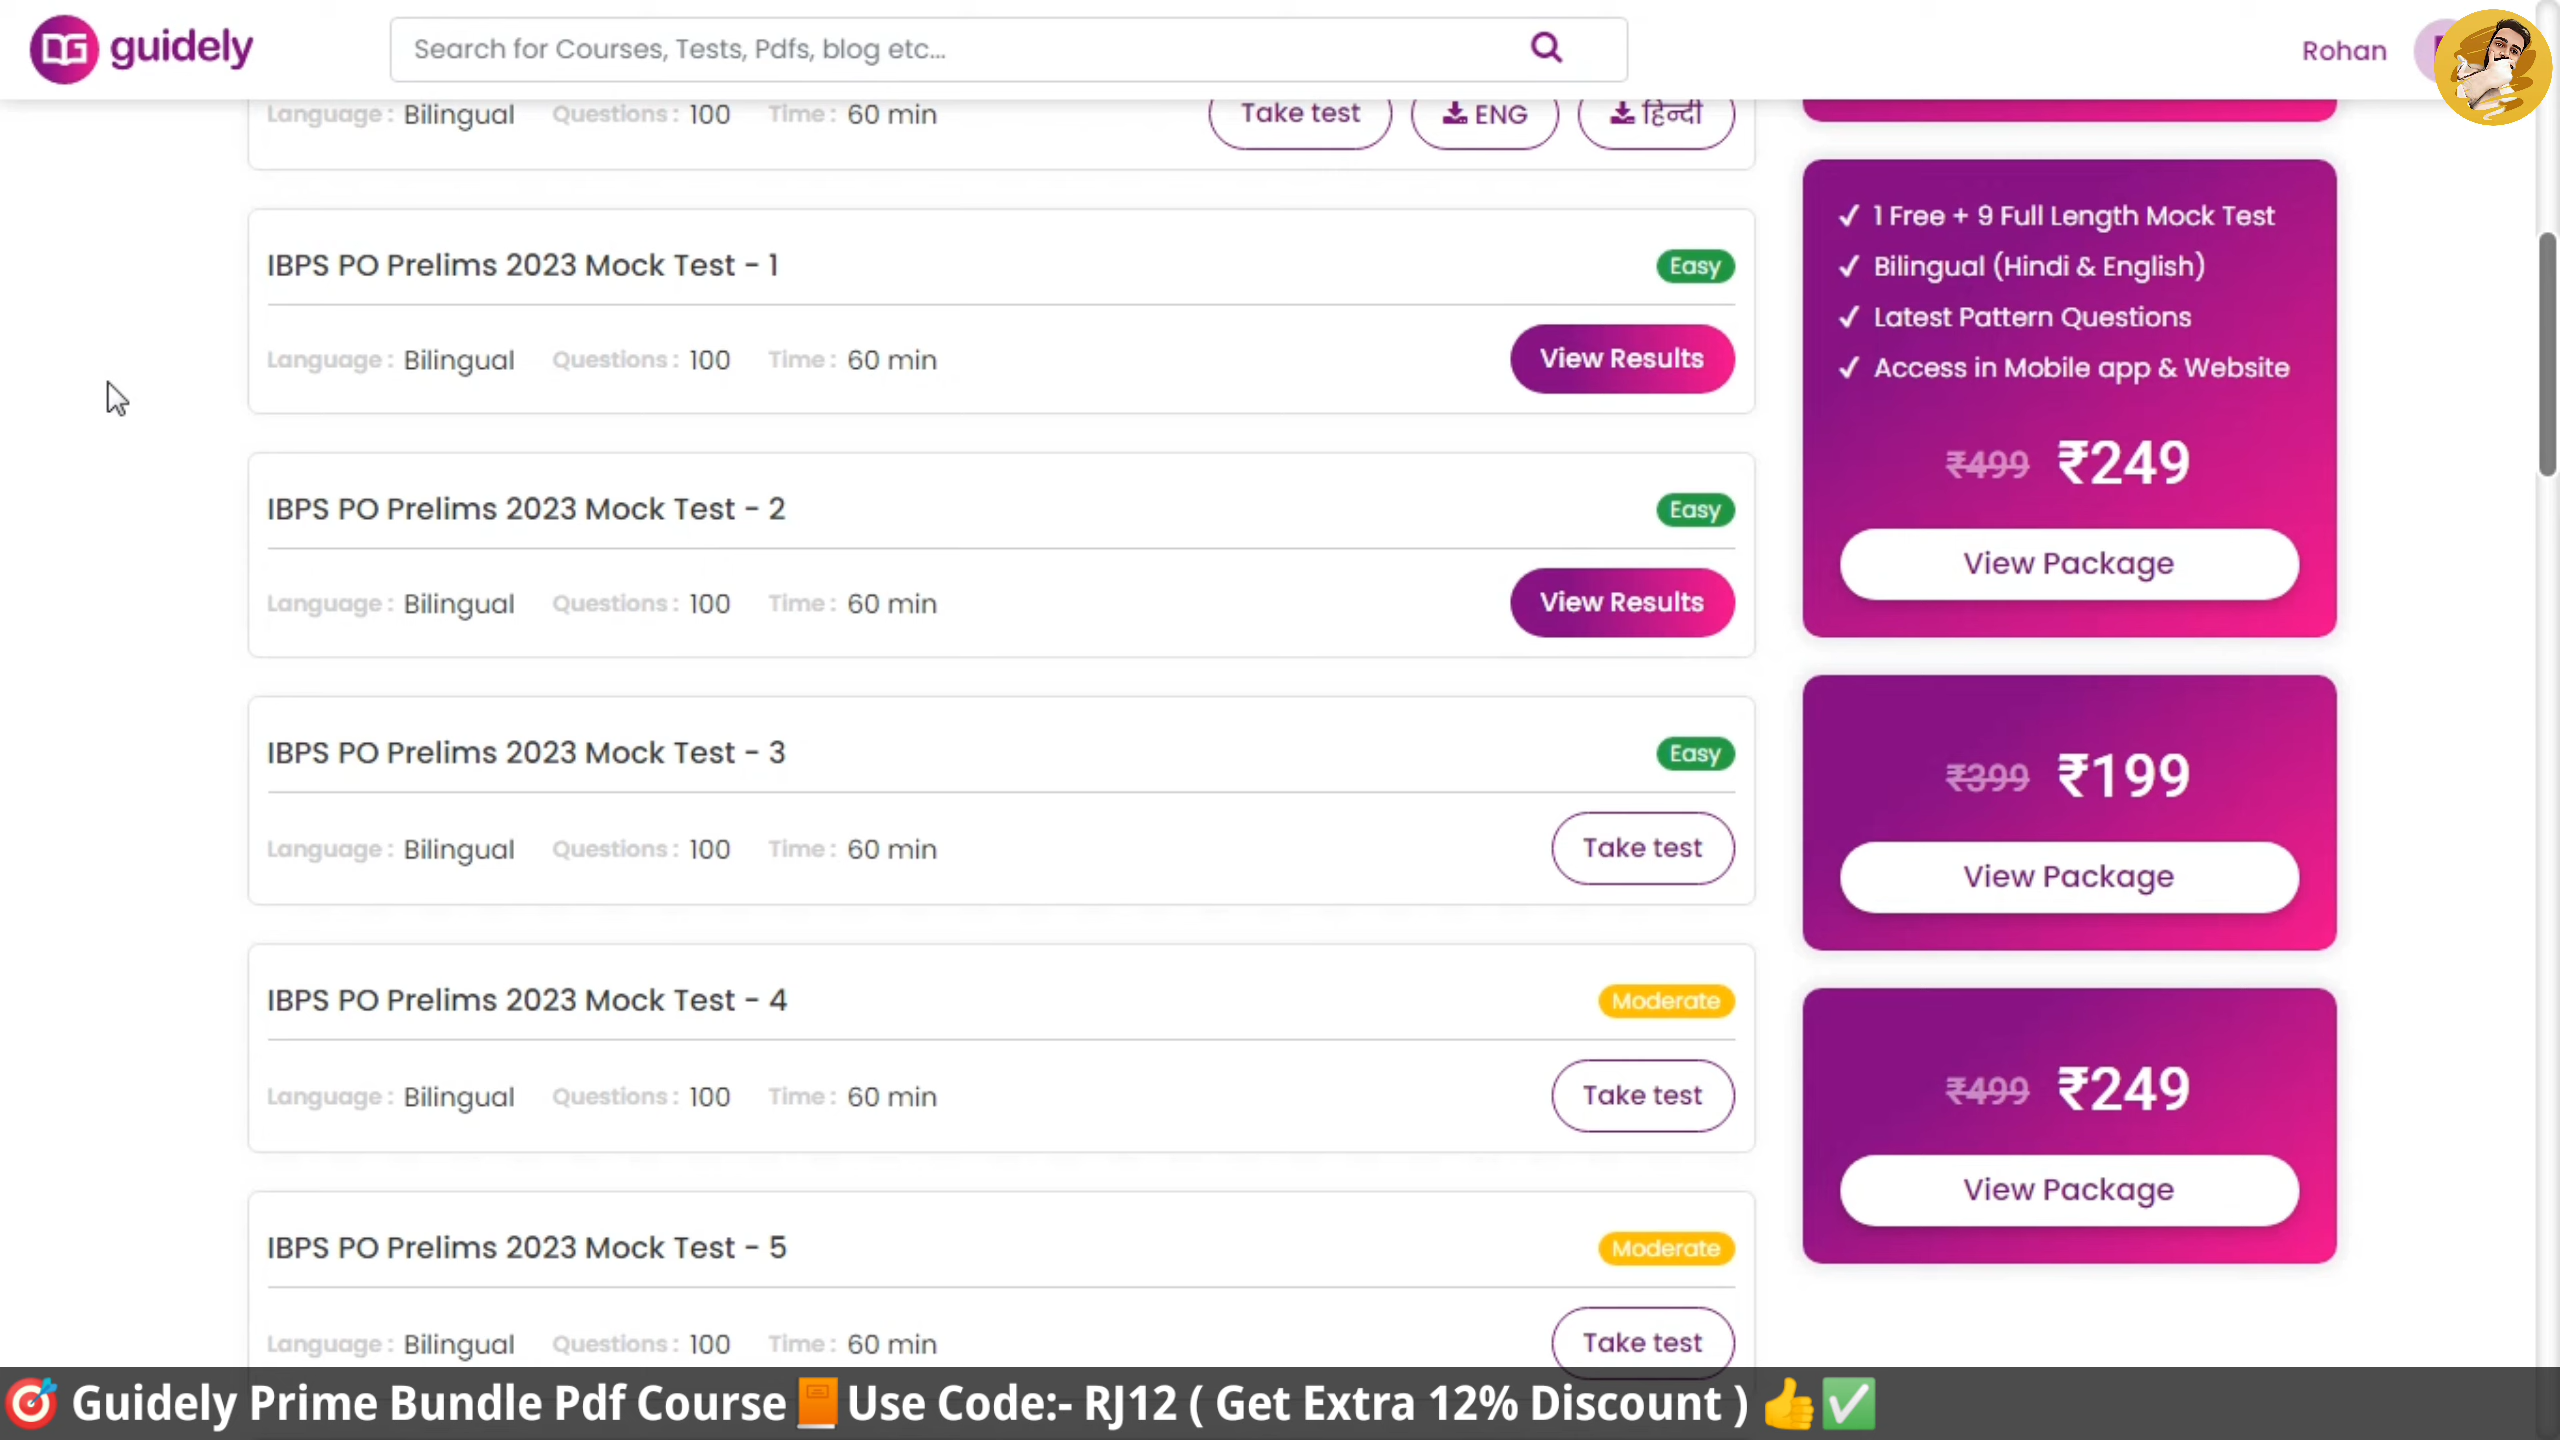 guidely
Search for Courses, Tests, Pdfs, blog etc...
Rohan
Language : Bilingual Questions : 100 Time : 60 min
Take test ENG हिन्दी
IBPS PO Prelims 2023 Mock Test - 1 Easy
Language : Bilingual Questions : 100 Time : 60 min View Results
IBPS PO Prelims 2023 Mock Test - 2 Easy
Language : Bilingual Questions : 100 Time : 60 min View Results
IBPS PO Prelims 2023 Mock Test - 3 Easy
Language : Bilingual Questions : 100 Time : 60 min Take test
IBPS PO Prelims 2023 Mock Test - 4 Moderate
Language : Bilingual Questions : 100 Time : 60 min Take test
IBPS PO Prelims 2023 Mock Test - 5 Moderate
Language : Bilingual Questions : 100 Time : 60 min Take test
✓ 1 Free + 9 Full Length Mock Test
✓ Bilingual (Hindi & English)
✓ Latest Pattern Questions
✓ Access in Mobile app & Website
₹499 ₹249
View Package
₹399 ₹199
View Package
₹499 ₹249
View Package
🎯 Guidely Prime Bundle Pdf Course📙Use Code:- RJ12 ( Get Extra 12% Discount ) 👍✅